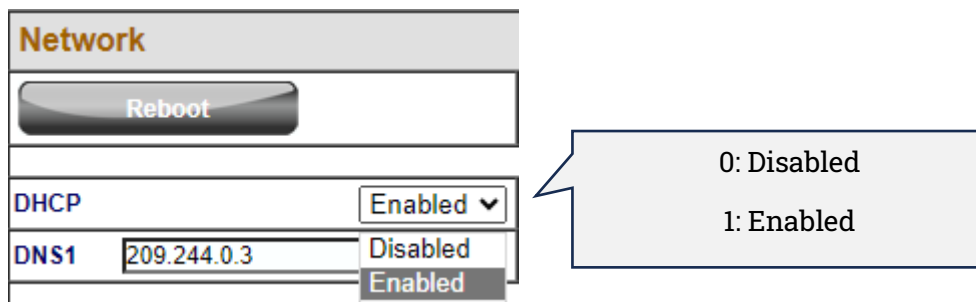 Network
Reboot
DHCP Enabled
DNS1 209.244.0.3
Disabled
Enabled
0: Disabled
1: Enabled